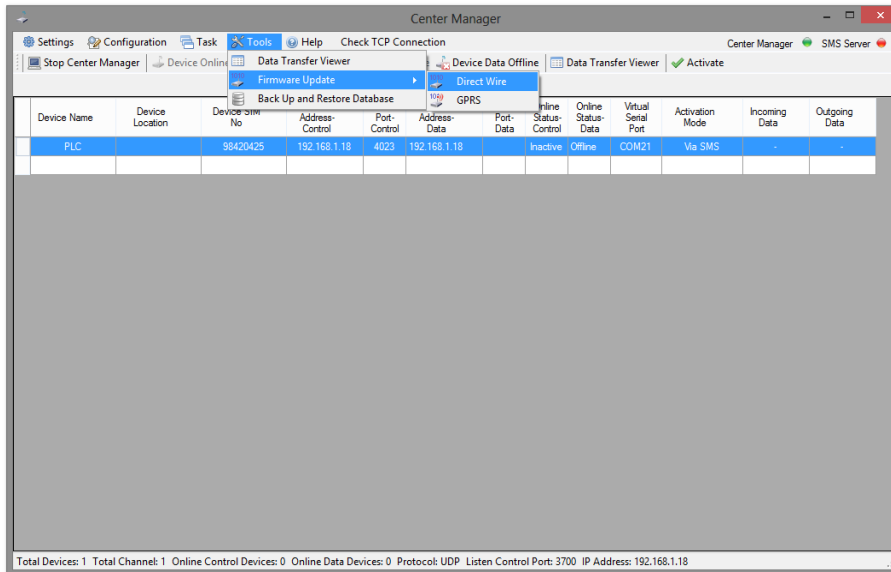 Center Manager
Settings Configuration Task Tools Help Check TCP Connection Center Manager SMS Server
Stop Center Manager Device Online Data Transfer Viewer Device Data Offline Data Transfer Viewer Activate
Firmware Update Direct Wire
Back Up and Restore Database GPRS
Device Name Device Location Device SIM No Address-Control Port-Control Address-Data Port-Data Online Status-Control Online Status-Data Virtual Serial Port Activation Mode Incoming Data Outgoing Data
PLC 98420425 192.168.1.18 4023 192.168.1.18 Inactive Offline COM21 Via SMS - -
Total Devices: 1 Total Channel: 1 Online Control Devices: 0 Online Data Devices: 0 Protocol: UDP Listen Control Port: 3700 IP Address: 192.168.1.18